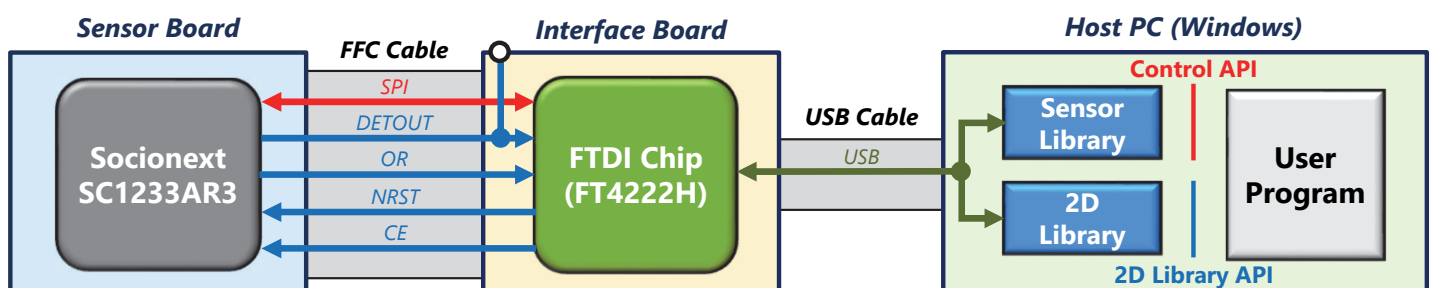 Sensor Board
FFC Cable
Interface Board
Host PC (Windows)
SPI
DETOUT
OR
NRST
CE
Socionext
SC1233AR3
FTDI Chip
(FT4222H)
USB Cable
USB
Control API
Sensor
Library
2D
Library
User
Program
2D Library API